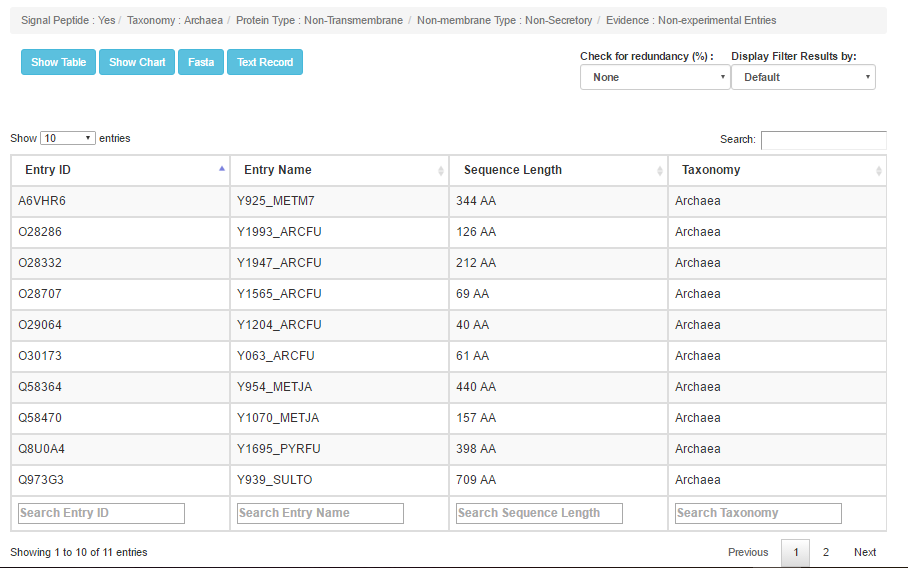 Signal Peptide : Yes / Taxonomy : Archaea / Protein Type : Non-Transmembrane / Non-membrane Type : Non-Secretory / Evidence : Non-experimental Entries
Check for redundancy (%) : Display Filter Results by:
Show Table Show Chart Fasta Text Record
None Default
Show 10 entries Search:
Entry ID Entry Name Sequence Length Taxonomy
A6VHR6 Y925_METM7 344 AA Archaea
O28286 Y1993_ARCFU 126 AA Archaea
O28332 Y1947_ARCFU 212 AA Archaea
O28707 Y1565_ARCFU 69 AA Archaea
O29064 Y1204_ARCFU 40 AA Archaea
O30173 Y063_ARCFU 61 AA Archaea
Q58364 Y954_METJA 440 AA Archaea
Q58470 Y1070_METJA 157 AA Archaea
Q8U0A4 Y1695_PYRFU 398 AA Archaea
Q973G3 Y939_SULTO 709 AA Archaea
Search Entry ID Search Entry Name Search Sequence Length Search Taxonomy
Showing 1 to 10 of 11 entries Previous 1 2 Next